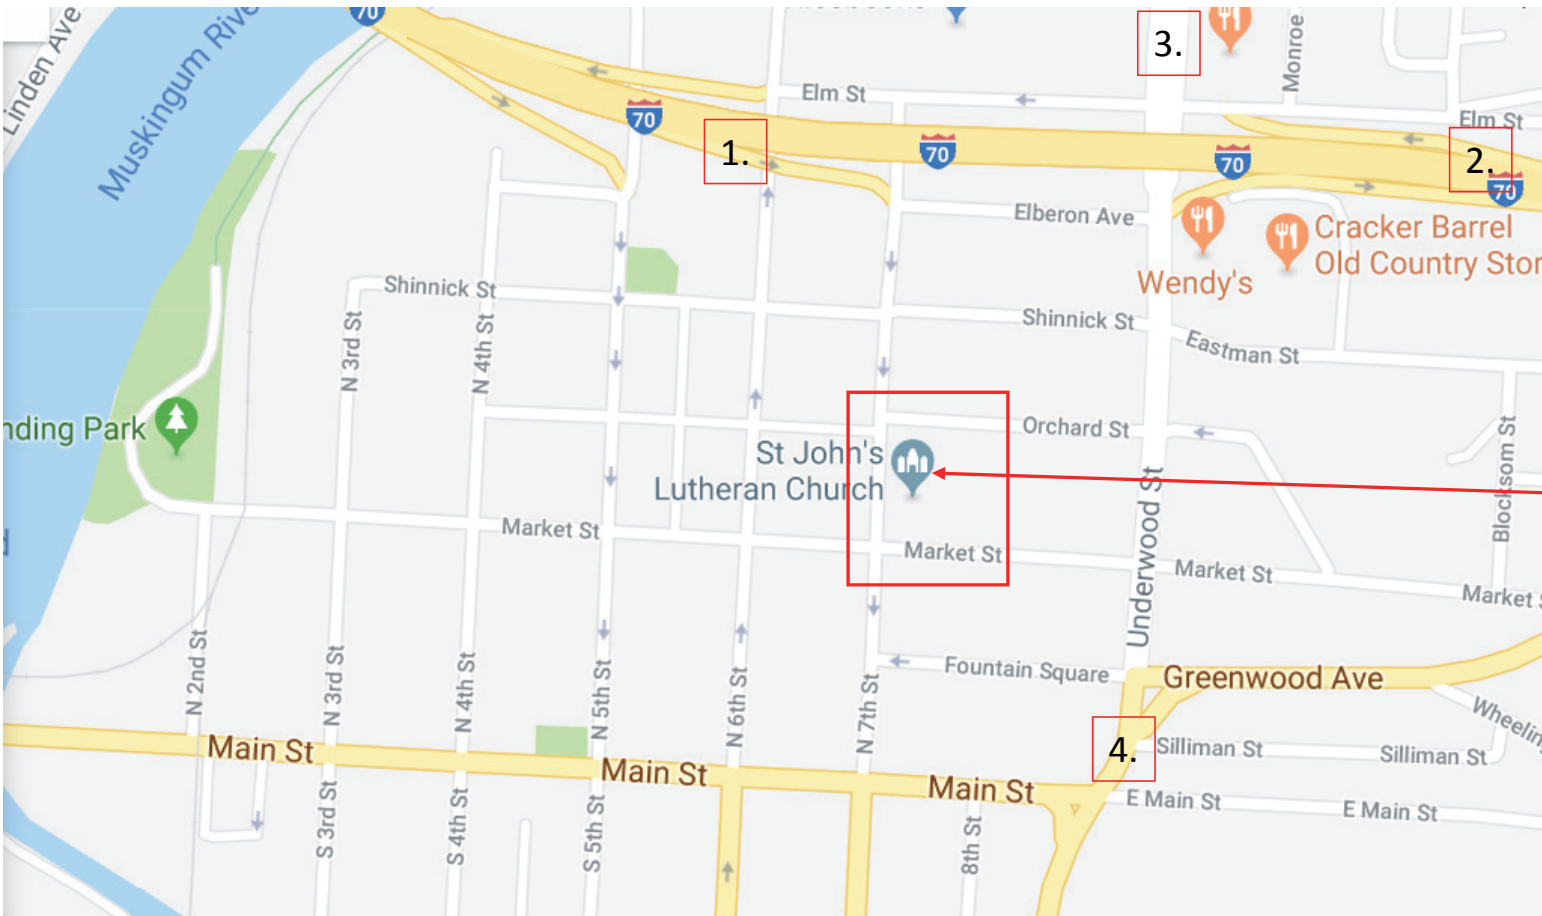 70
3.
Monroe
Linden Ave
Muskingum Rive
Elm St
Elm St
70
1.
70
70
2.
70
Elberon Ave
Cracker Barrel
Old Country Stor
Wendy's
Shinnick St
Shinnick St
Eastman St
N 3rd St
N 4th St
nding Park
Orchard St
St John's
Lutheran Church
Underwood St
Blocksom St
Market St
Market St
Market St
Market S
N 2nd St
N 3rd St
N 4th St
N 5th St
N 6th St
N 7th St
Fountain Square
Greenwood Ave
Wheelin
4.
Silliman St
Silliman St
Main St
Main St
Main St
E Main St
E Main St
S 3rd St
S 4th St
S 5th St
8th St